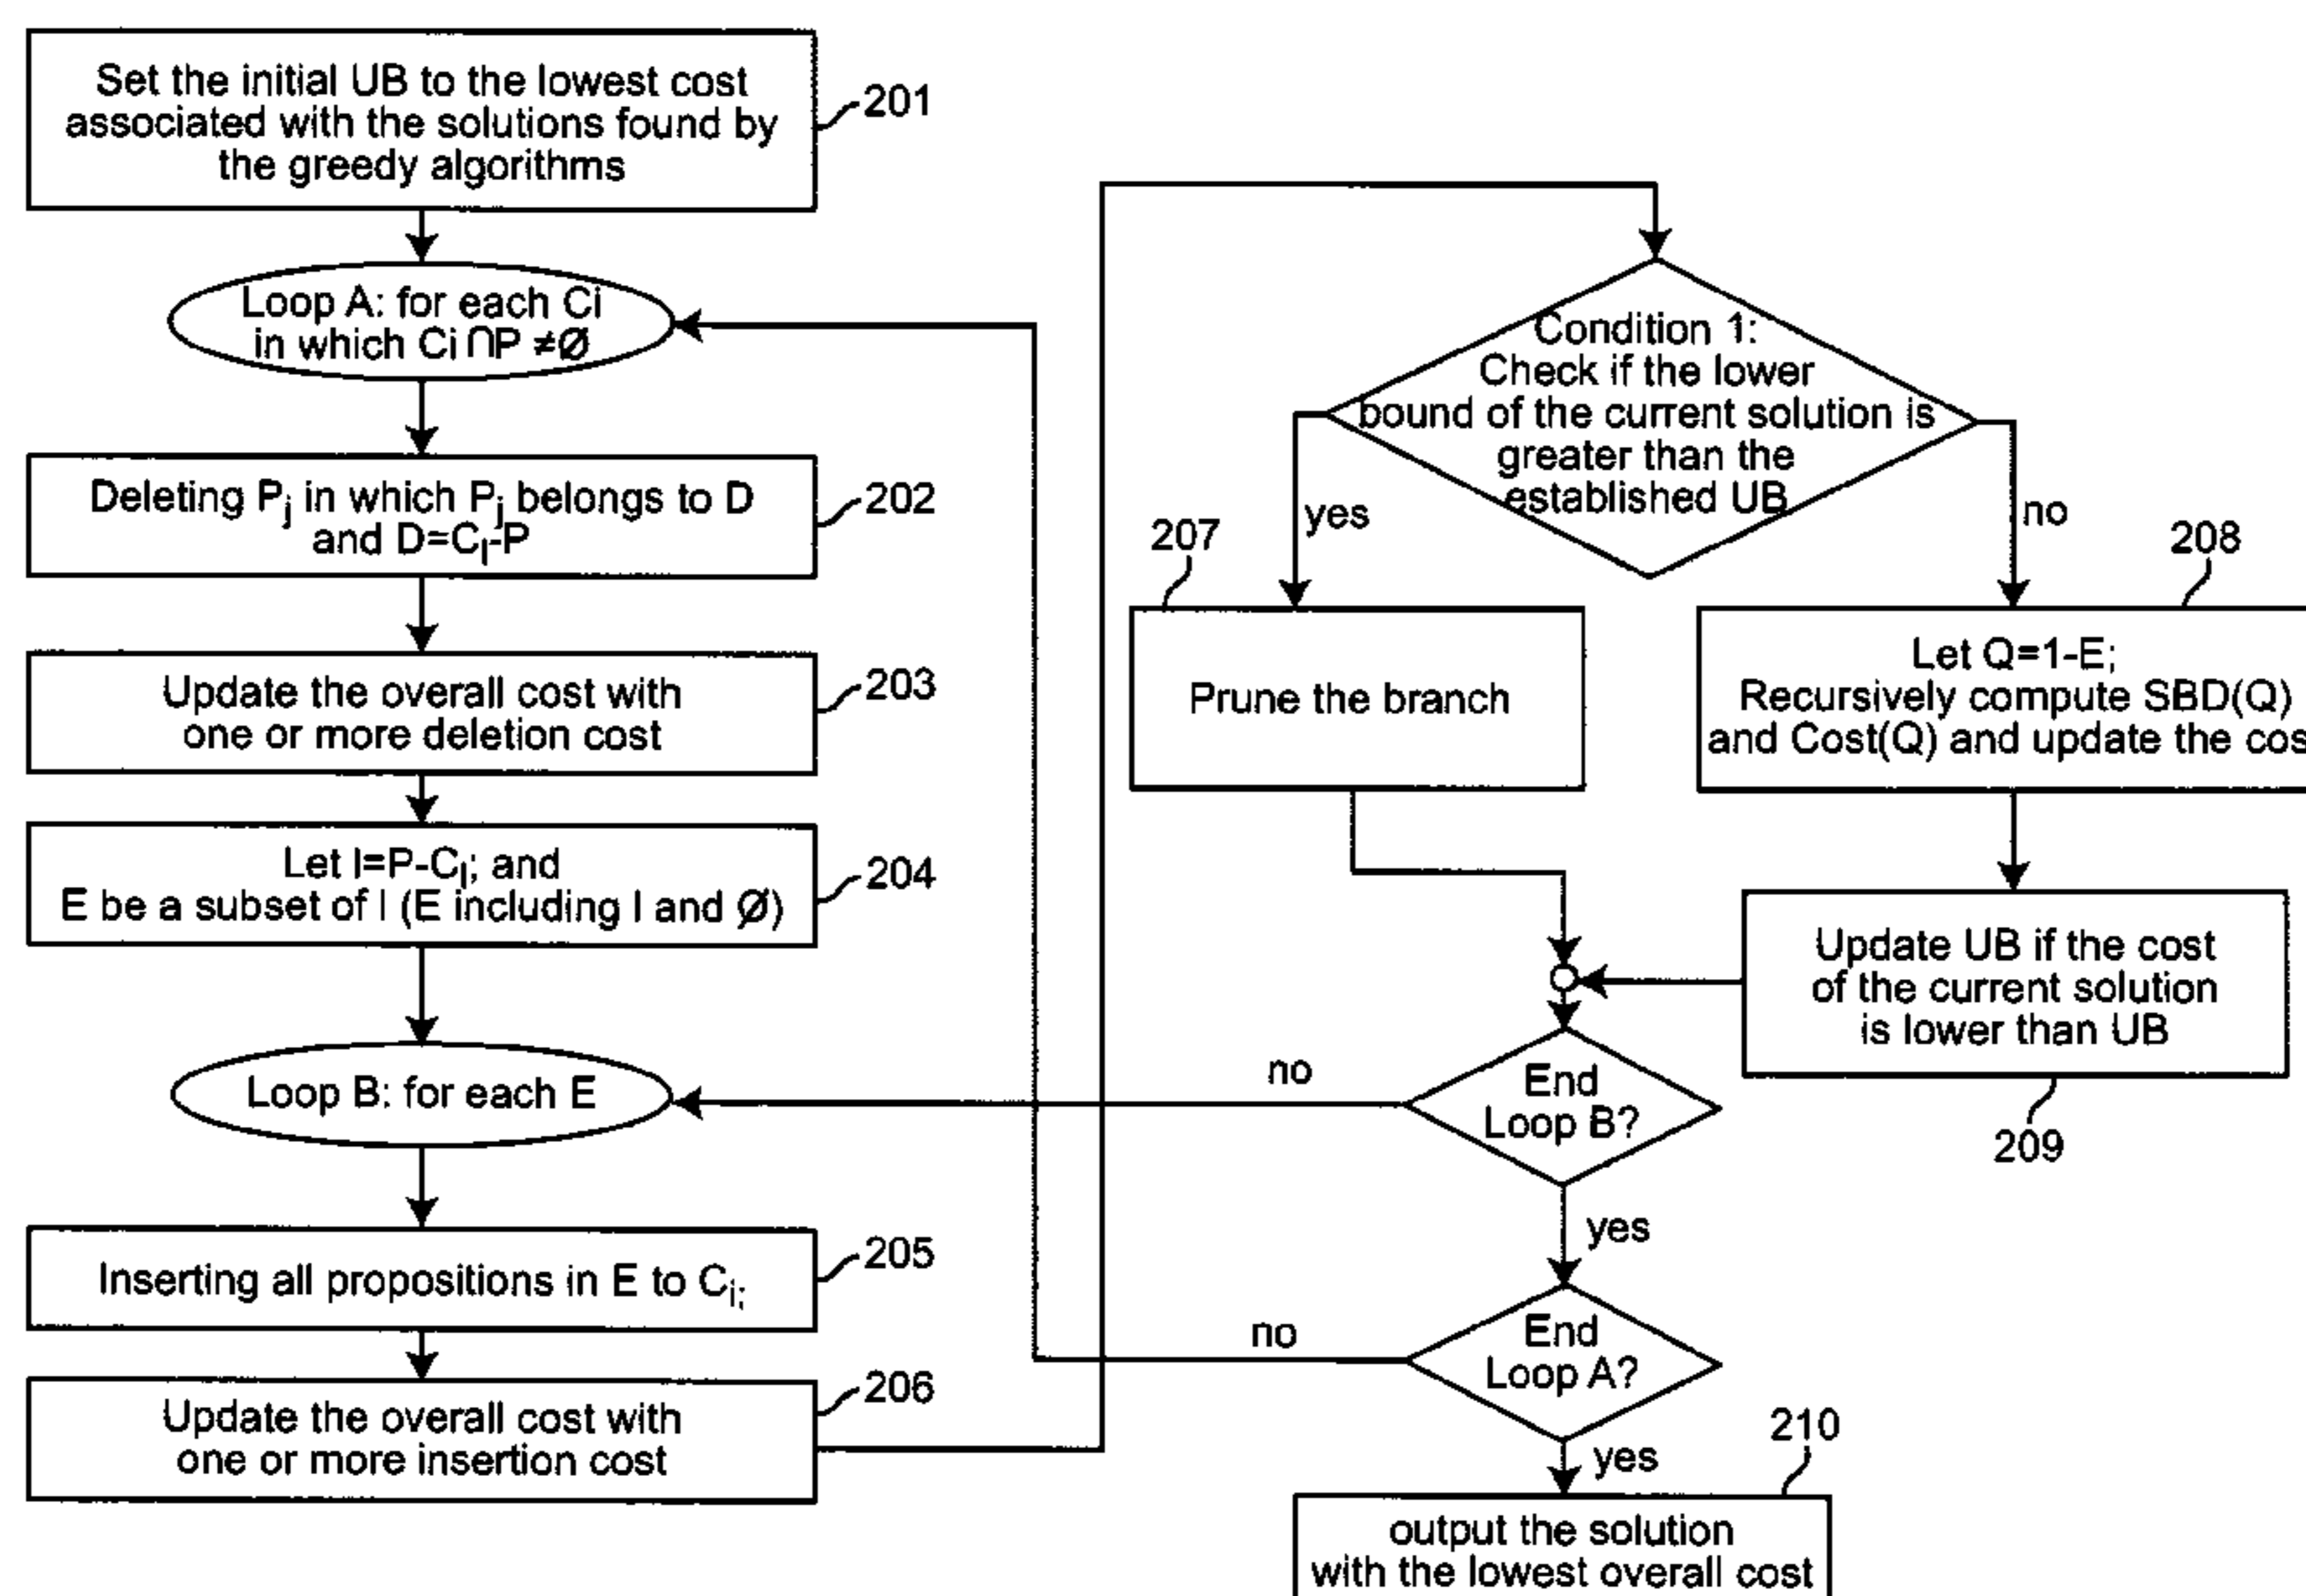 Set the initial UB to the lowest cost
associated with the solutions found by
the greedy algorithms
201
Loop A: for each Ci
in which Ci ∩P ≠Ø
Deleting Pj in which Pj belongs to D
and D=Cl-P
202
Update the overall cost with
one or more deletion cost
203
Let I=P-Cl; and
E be a subset of I (E including I and Ø)
204
Loop B: for each E
Inserting all propositions in E to Ci;
205
Update the overall cost with
one or more insertion cost
206
Condition 1:
Check if the lower
bound of the current solution is
greater than the
established UB
yes
no
207
Prune the branch
208
Let Q=1-E;
Recursively compute SBD(Q)
and Cost(Q) and update the cos
Update UB if the cost
of the current solution
is lower than UB
209
End
Loop B?
no
yes
End
Loop A?
no
yes
210
output the solution
with the lowest overall cost